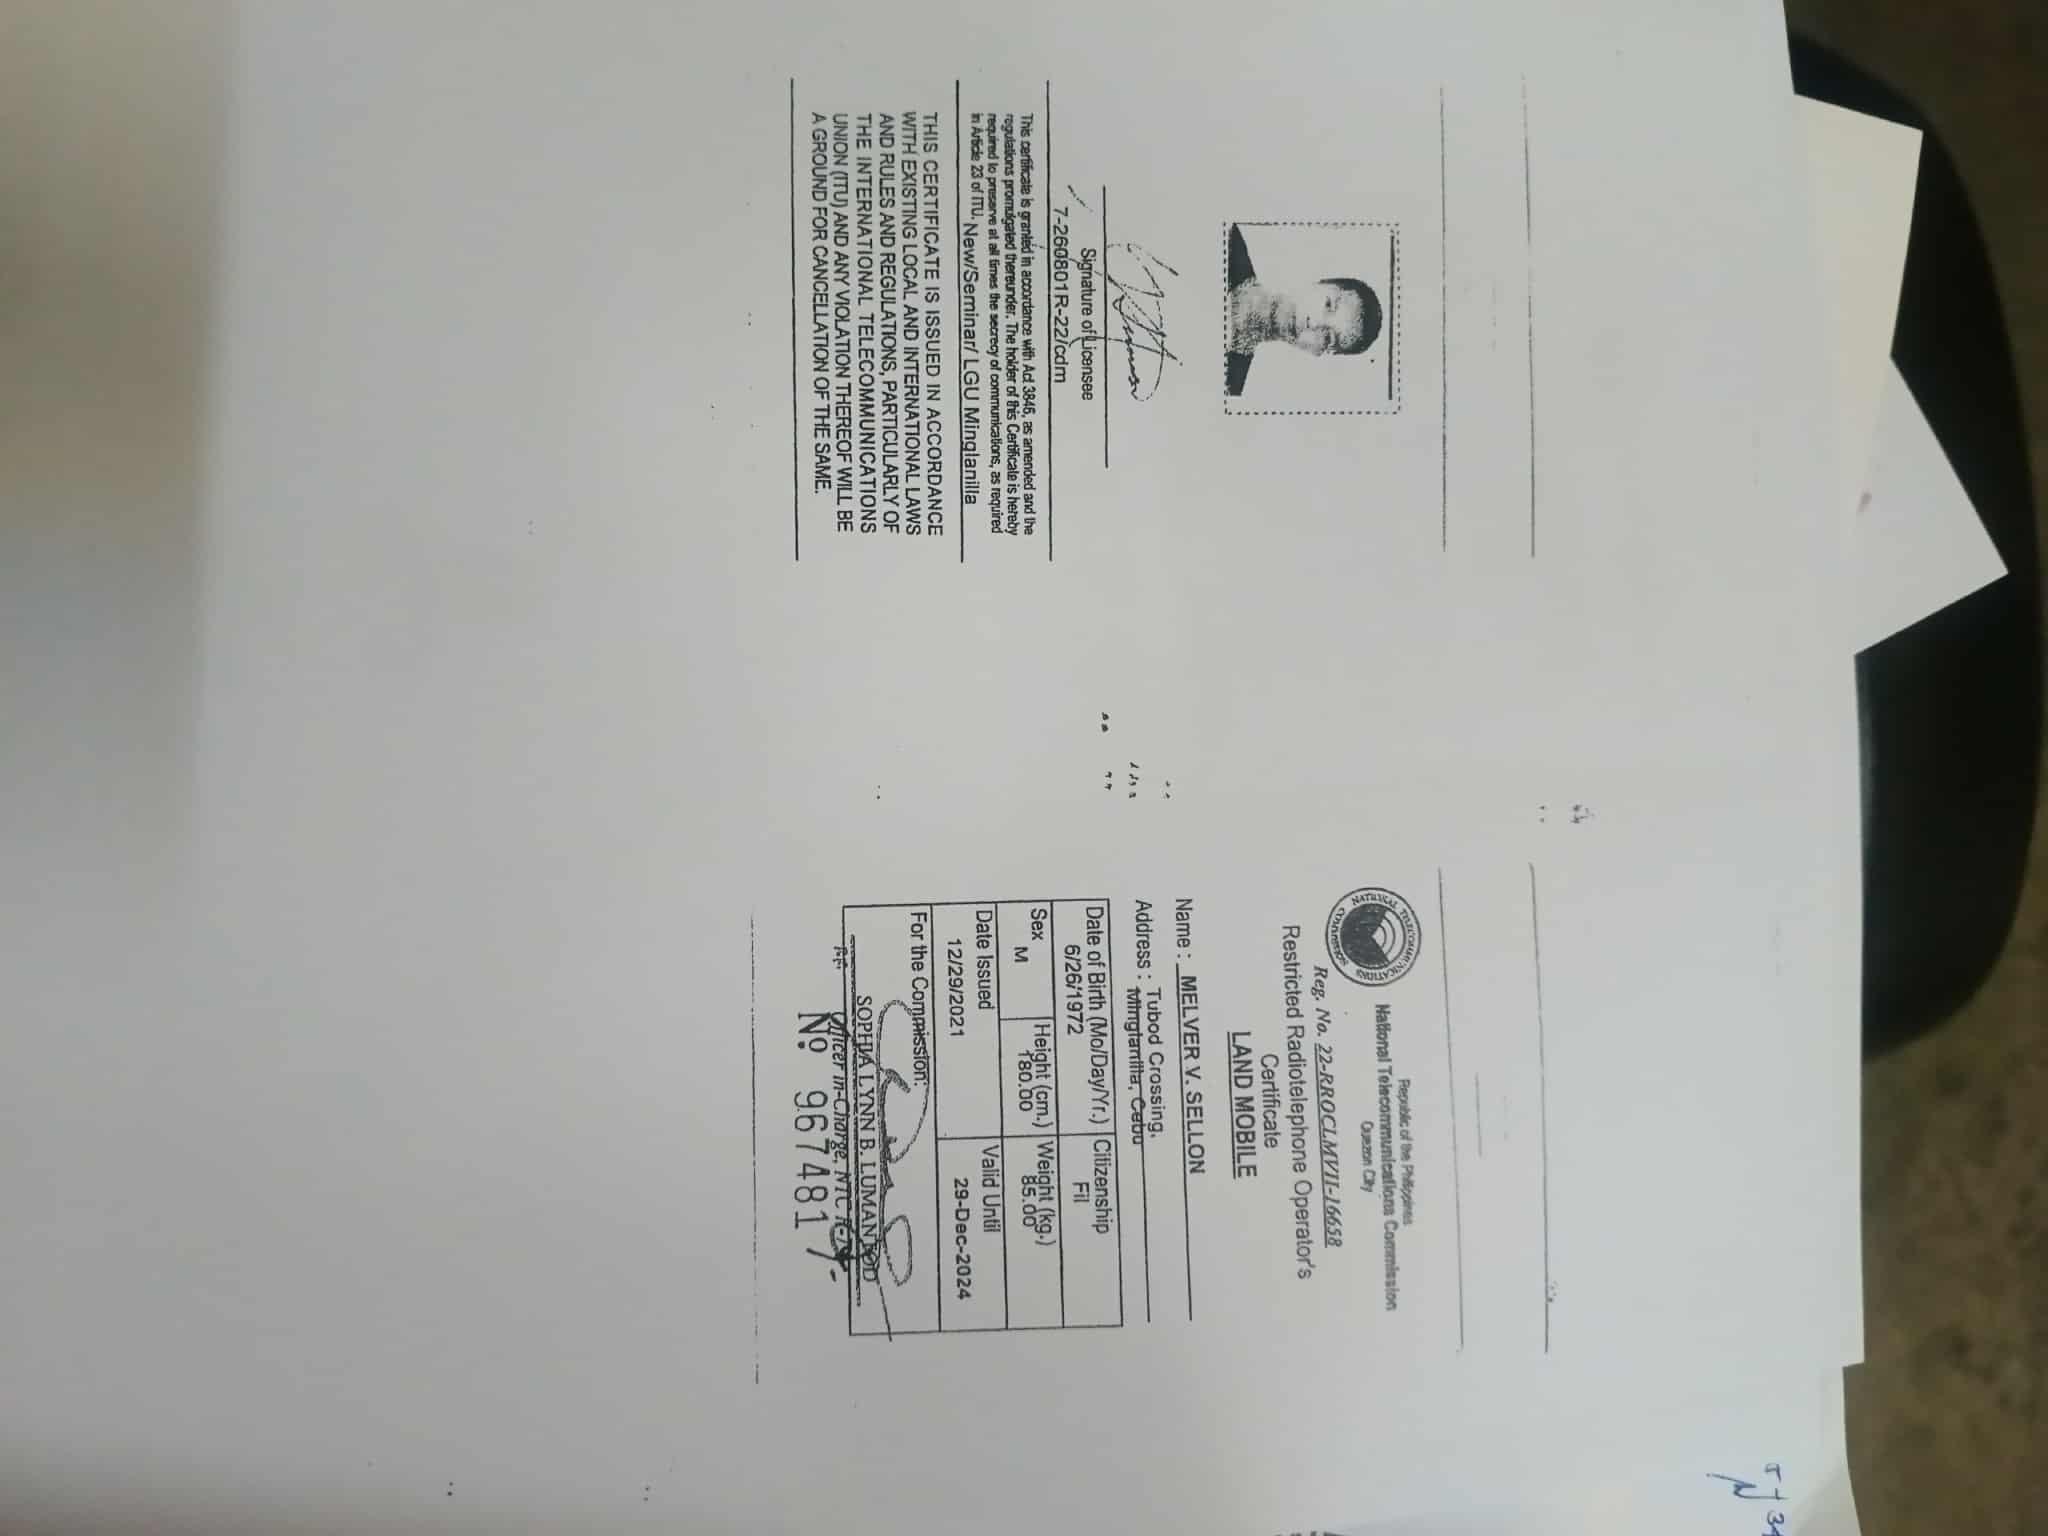 5 of 34
Signature of Licensee
7-260801R-22/cdm
This certificate is granted in accordance with Act 3846, as amended and the
regulations promulgated thereunder. The holder of this Certificate is hereby
required to preserve at all times the secrecy of communications, as required
in Article 23 of ITU. New/Seminar/ LGU Minglanilla
THIS CERTIFICATE IS ISSUED IN ACCORDANCE
WITH EXISTING LOCAL AND INTERNATIONAL LAWS
AND RULES AND REGULATIONS, PARTICULARLY OF
THE INTERNATIONAL TELECOMMUNICATIONS
UNION (ITU) AND ANY VIOLATION THEREOF WILL BE
A GROUND FOR CANCELLATION OF THE SAME.
NATIONAL TELECOMMUNICATIONS COMMISSION
Republic of the Philippines
National Telecommunications Commission
Quezon City
Reg. No. 22-RROCLMVII-16658
Restricted Radiotelephone Operator's
Certificate
LAND MOBILE
Name : MELVER V. SELLON
Address : Tubod Crossing,
Minglanilla, Cebu
Date of Birth (Mo/Day/Yr.) Citizenship
6/26/1972 Fil
Sex Height (cm.) Weight (kg.)
M 180.00 85.00
Date Issued Valid Until
12/29/2021 29-Dec-2024
For the Commission:
SOPHIA LYNN B. LUMANTOD
Officer in-Charge, NTC R-7
Nº 967481